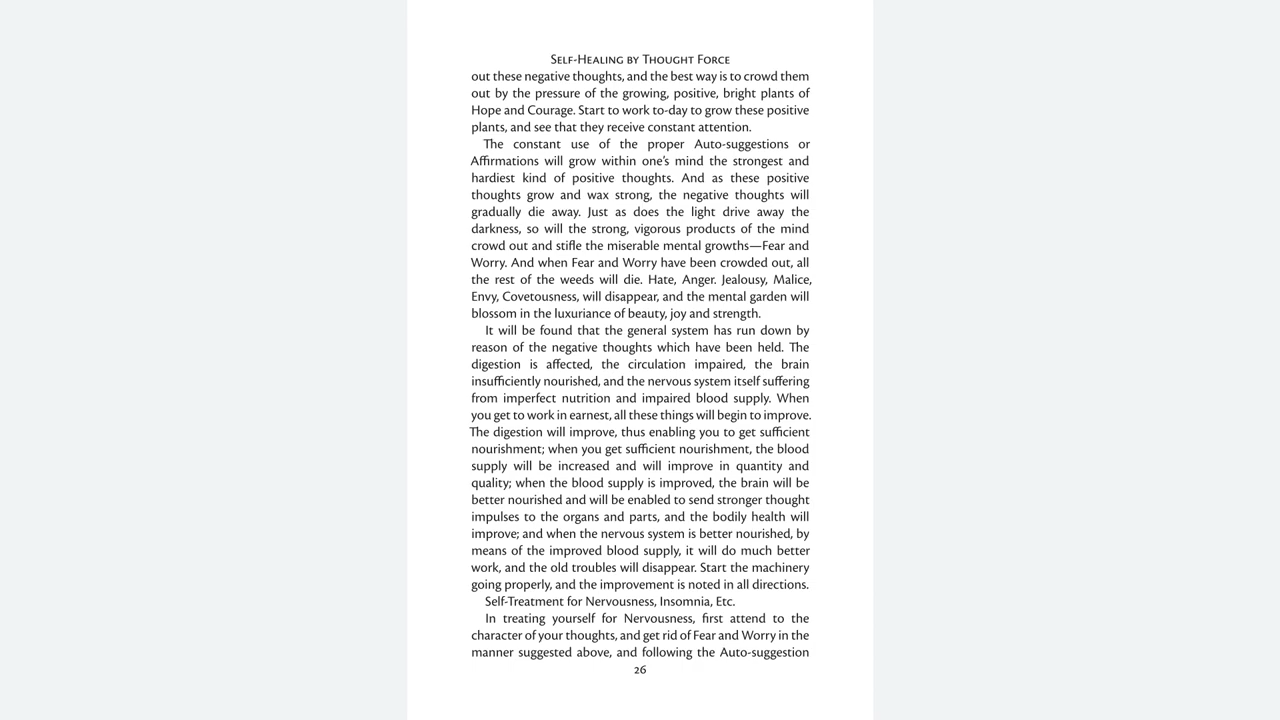 Self-Healing by Thought Force
out these negative thoughts, and the best way is to crowd them
out by the pressure of the growing, positive, bright plants of
Hope and Courage. Start to work to-day to grow these positive
plants, and see that they receive constant attention.
The constant use of the proper Auto-suggestions or
Affirmations will grow within one's mind the strongest and
hardiest kind of positive thoughts. And as these positive
thoughts grow and wax strong, the negative thoughts will
gradually die away. Just as does the light drive away the
darkness, so will the strong, vigorous products of the mind
crowd out and stifle the miserable mental growths—Fear and
Worry. And when Fear and Worry have been crowded out, all
the rest of the weeds will die. Hate, Anger. Jealousy, Malice,
Envy, Covetousness, will disappear, and the mental garden will
blossom in the luxuriance of beauty, joy and strength.
It will be found that the general system has run down by
reason of the negative thoughts which have been held. The
digestion is affected, the circulation impaired, the brain
insufficiently nourished, and the nervous system itself suffering
from imperfect nutrition and impaired blood supply. When
you get to work in earnest, all these things will begin to improve.
The digestion will improve, thus enabling you to get sufficient
nourishment; when you get sufficient nourishment, the blood
supply will be increased and will improve in quantity and
quality; when the blood supply is improved, the brain will be
better nourished and will be enabled to send stronger thought
impulses to the organs and parts, and the bodily health will
improve; and when the nervous system is better nourished, by
means of the improved blood supply, it will do much better
work, and the old troubles will disappear. Start the machinery
going properly, and the improvement is noted in all directions.
Self-Treatment for Nervousness, Insomnia, Etc.
In treating yourself for Nervousness, first attend to the
character of your thoughts, and get rid of Fear and Worry in the
manner suggested above, and following the Auto-suggestion
26